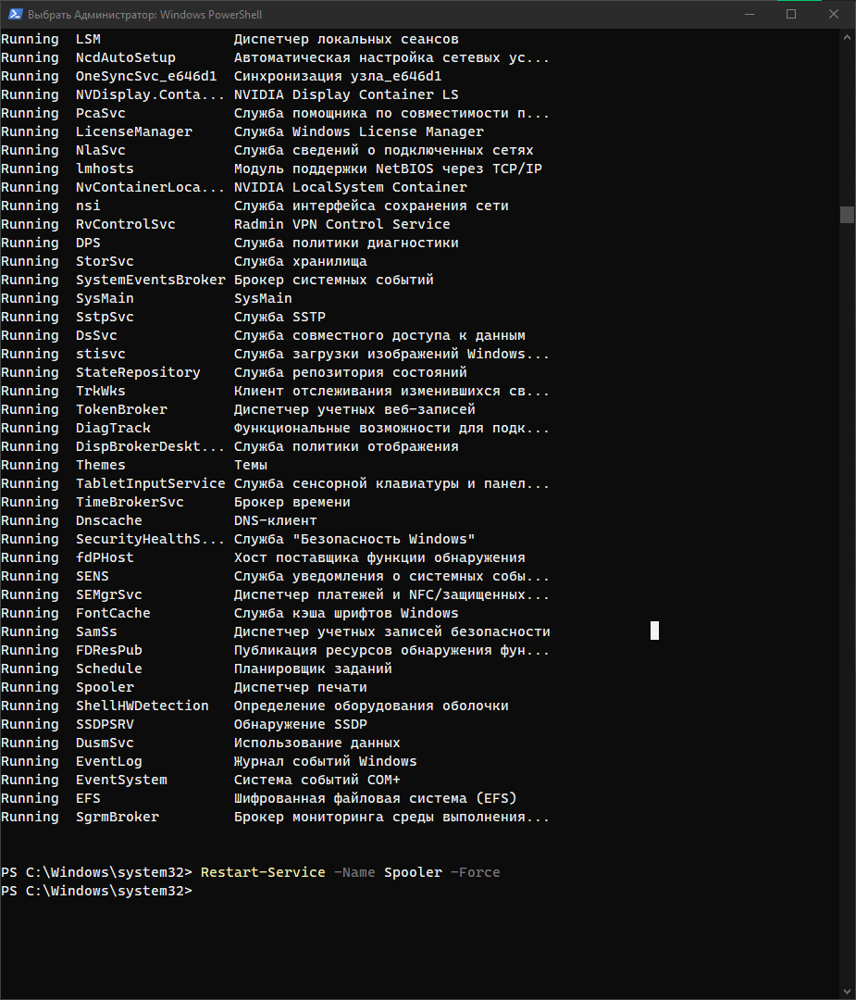 Выбрать Администратор: Windows PowerShell
Running  LSM                Диспетчер локальных сеансов
Running  NcdAutoSetup       Автоматическая настройка сетевых ус...
Running  OneSyncSvc_e646d1  Синхронизация узла_e646d1
Running  NVDisplay.Conta... NVIDIA Display Container LS
Running  PcaSvc             Служба помощника по совместимости п...
Running  LicenseManager     Служба Windows License Manager
Running  NlaSvc             Служба сведений о подключенных сетях
Running  lmhosts            Модуль поддержки NetBIOS через TCP/IP
Running  NvContainerLoca... NVIDIA LocalSystem Container
Running  nsi                Служба интерфейса сохранения сети
Running  RvControlSvc       Radmin VPN Control Service
Running  DPS                Служба политики диагностики
Running  StorSvc            Служба хранилища
Running  SystemEventsBroker Брокер системных событий
Running  SysMain            SysMain
Running  SstpSvc            Служба SSTP
Running  DsSvc              Служба совместного доступа к данным
Running  stisvc             Служба загрузки изображений Windows...
Running  StateRepository    Служба репозитория состояний
Running  TrkWks             Клиент отслеживания изменившихся св...
Running  TokenBroker        Диспетчер учетных веб-записей
Running  DiagTrack          Функциональные возможности для подк...
Running  DispBrokerDeskt... Служба политики отображения
Running  Themes             Темы
Running  TabletInputService Служба сенсорной клавиатуры и панел...
Running  TimeBrokerSvc      Брокер времени
Running  Dnscache           DNS-клиент
Running  SecurityHealthS... Служба "Безопасность Windows"
Running  fdPHost            Хост поставщика функции обнаружения
Running  SENS               Служба уведомления о системных собы...
Running  SEMgrSvc           Диспетчер платежей и NFC/защищенных...
Running  FontCache          Служба кэша шрифтов Windows
Running  SamSs              Диспетчер учетных записей безопасности
Running  FDResPub           Публикация ресурсов обнаружения фун...
Running  Schedule           Планировщик заданий
Running  Spooler            Диспетчер печати
Running  ShellHWDetection   Определение оборудования оболочки
Running  SSDPSRV            Обнаружение SSDP
Running  DusmSvc            Использование данных
Running  EventLog           Журнал событий Windows
Running  EventSystem        Система событий COM+
Running  EFS                Шифрованная файловая система (EFS)
Running  SgrmBroker         Брокер мониторинга среды выполнения...
PS C:\Windows\system32> Restart-Service -Name Spooler -Force
PS C:\Windows\system32>